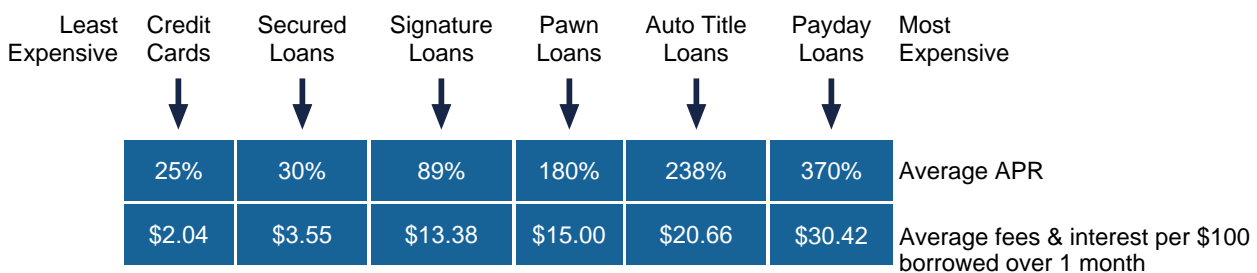 Least Expensive
Credit Cards
Secured Loans
Signature Loans
Pawn Loans
Auto Title Loans
Payday Loans
Most Expensive
25% 30% 89% 180% 238% 370% Average APR
$2.04 $3.55 $13.38 $15.00 $20.66 $30.42 Average fees & interest per $100
borrowed over 1 month